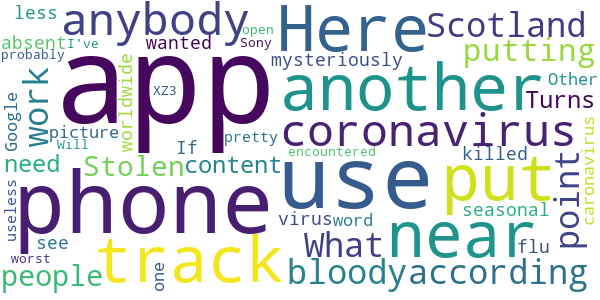 less anybody Here Scotland
absent I've wanted open Sony mysteriously putting
probably Google work app worldwide XZ3 another Other
picture Turns
Will If pretty coronavirus
need Stolen content encountered killed caronavirus
useless phone use put point
see virus word seasonal
one What near flu
worst track bloody according
people